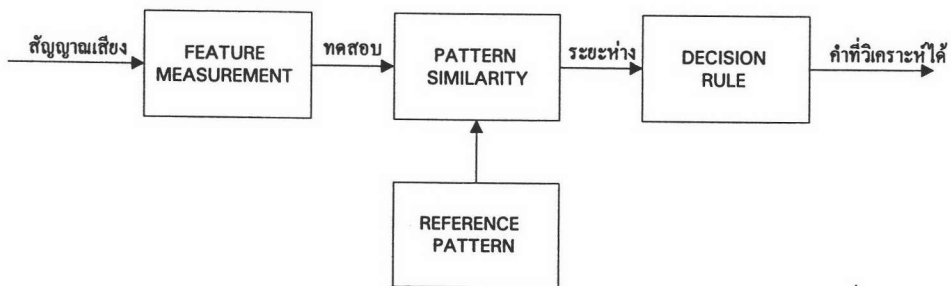 สัญญาณเสียง
FEATURE
MEASUREMENT
ทดสอบ
PATTERN
SIMILARITY
ระยะห่าง
DECISION
RULE
คำที่วิเคราะห์ได้
REFERENCE
PATTERN